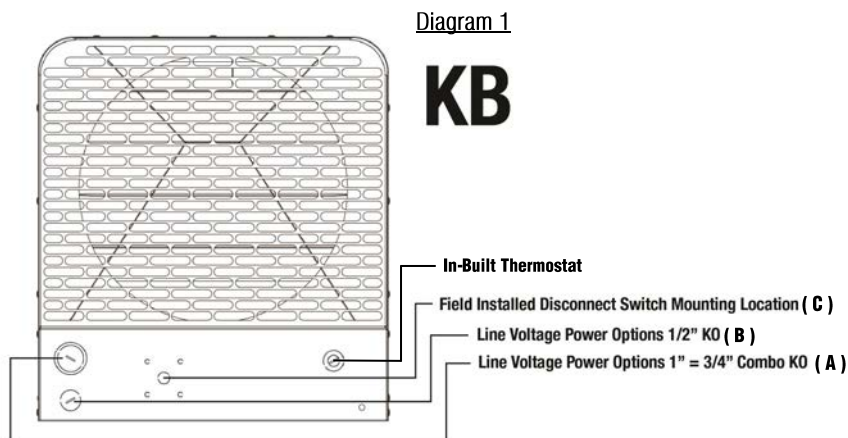 Diagram 1
KB
In-Built Thermostat
Field Installed Disconnect Switch Mounting Location ( C )
Line Voltage Power Options 1/2” KO ( B )
Line Voltage Power Options 1” = 3/4” Combo KO ( A )